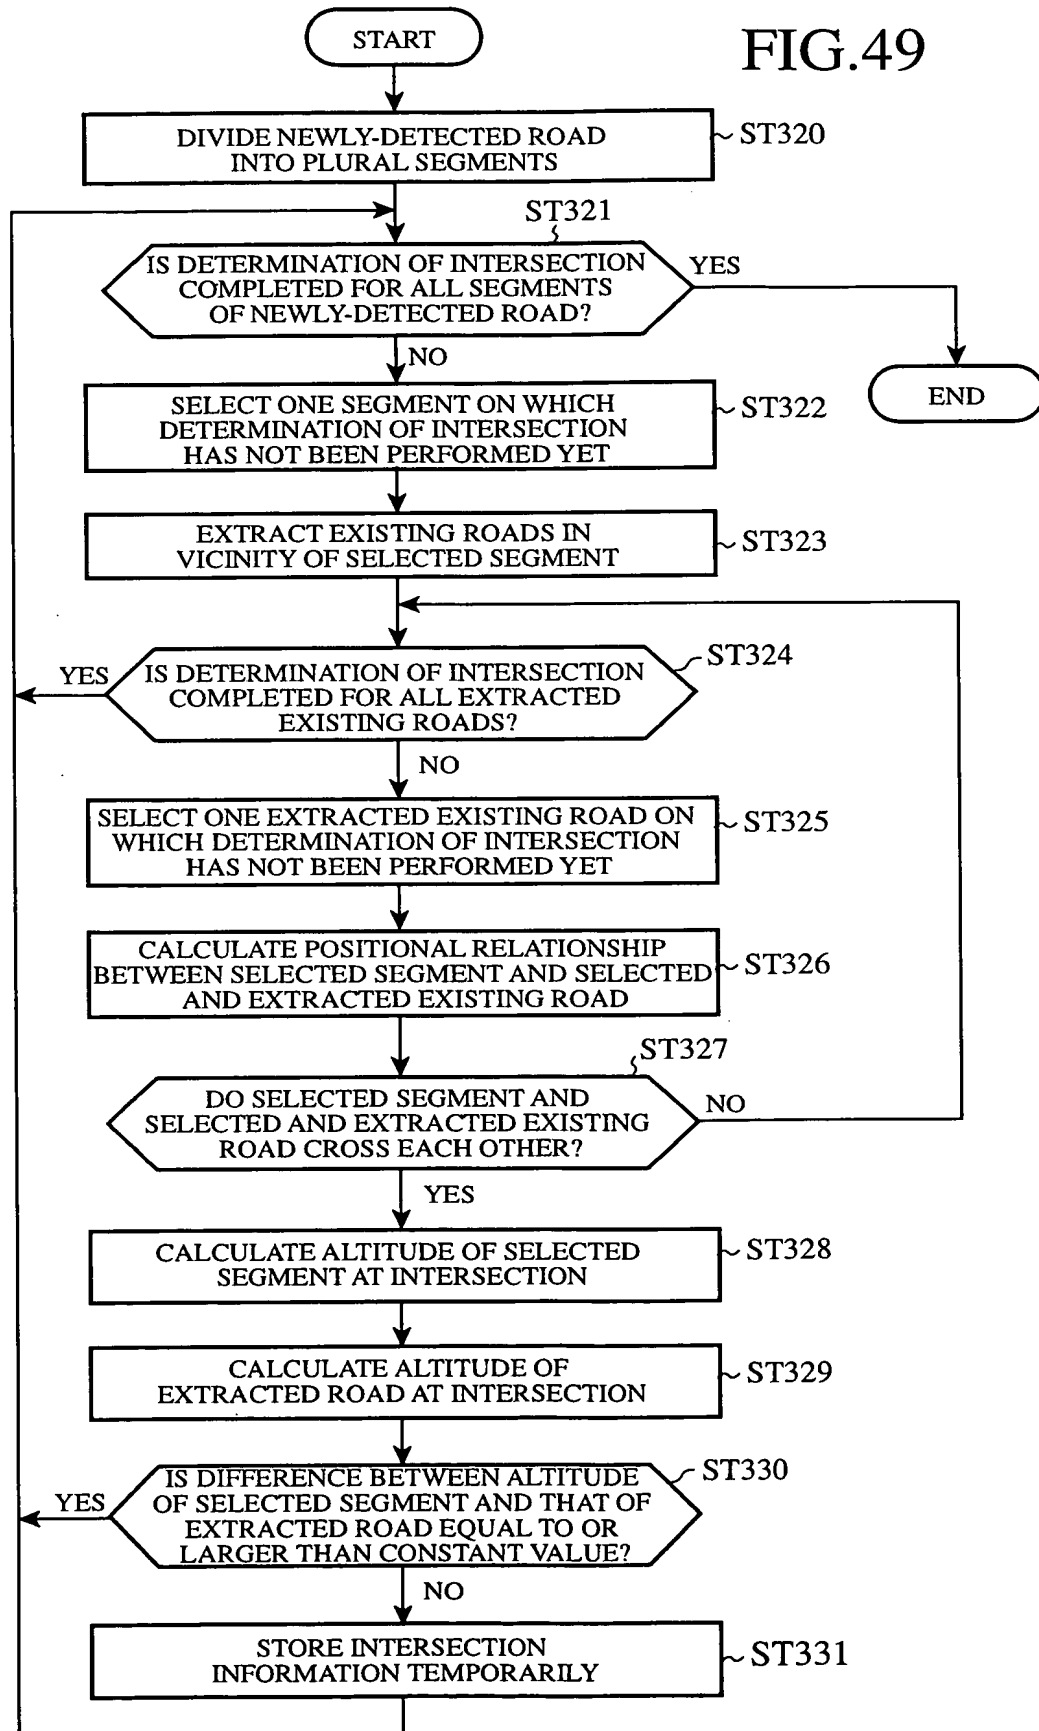 START
FIG.49
DIVIDE NEWLY-DETECTED ROAD
INTO PLURAL SEGMENTS
ST320
ST321
IS DETERMINATION OF INTERSECTION
COMPLETED FOR ALL SEGMENTS
OF NEWLY-DETECTED ROAD?
YES
NO
END
SELECT ONE SEGMENT ON WHICH
DETERMINATION OF INTERSECTION
HAS NOT BEEN PERFORMED YET
ST322
EXTRACT EXISTING ROADS IN
VICINITY OF SELECTED SEGMENT
ST323
YES
IS DETERMINATION OF INTERSECTION
COMPLETED FOR ALL EXTRACTED
EXISTING ROADS?
ST324
NO
SELECT ONE EXTRACTED EXISTING ROAD ON
WHICH DETERMINATION OF INTERSECTION
HAS NOT BEEN PERFORMED YET
ST325
CALCULATE POSITIONAL RELATIONSHIP
BETWEEN SELECTED SEGMENT AND SELECTED
AND EXTRACTED EXISTING ROAD
ST326
ST327
DO SELECTED SEGMENT AND
SELECTED AND EXTRACTED EXISTING
ROAD CROSS EACH OTHER?
NO
YES
CALCULATE ALTITUDE OF SELECTED
SEGMENT AT INTERSECTION
ST328
CALCULATE ALTITUDE OF
EXTRACTED ROAD AT INTERSECTION
ST329
YES
IS DIFFERENCE BETWEEN ALTITUDE
OF SELECTED SEGMENT AND THAT OF
EXTRACTED ROAD EQUAL TO OR
LARGER THAN CONSTANT VALUE?
ST330
NO
STORE INTERSECTION
INFORMATION TEMPORARILY
ST331